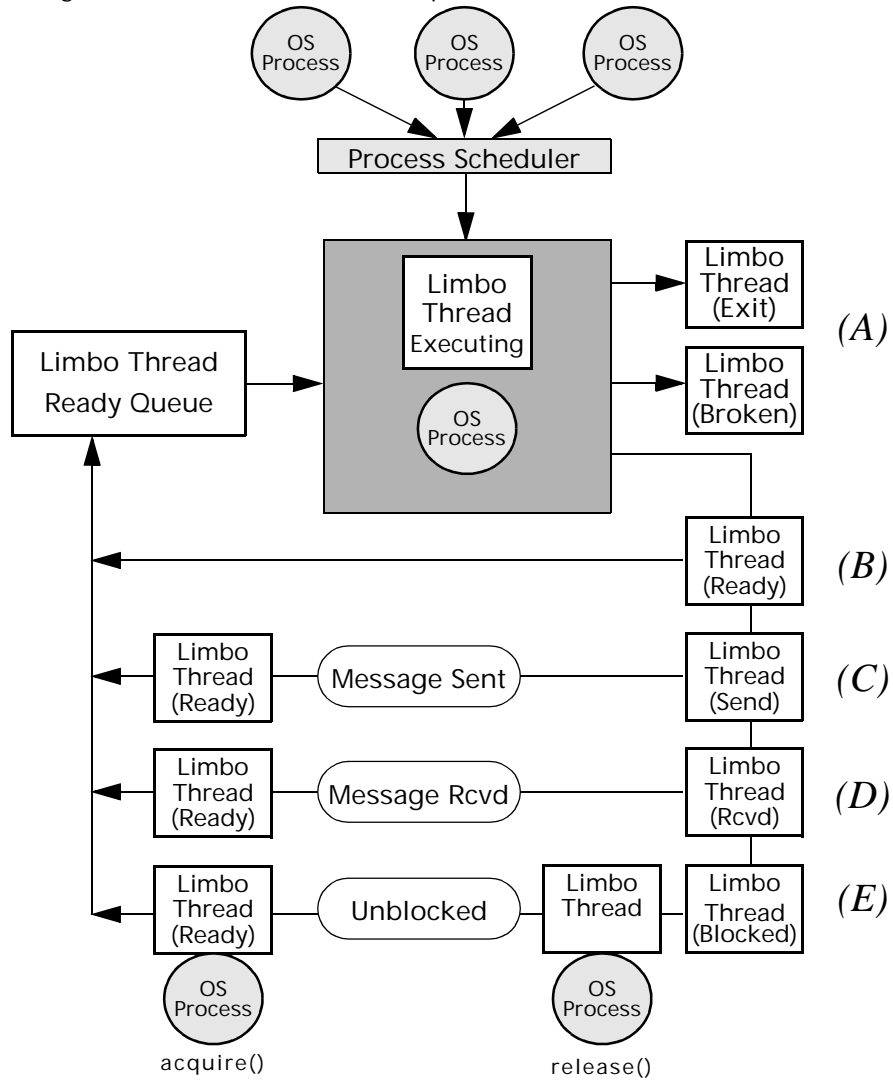 OS
Process
OS
Process
OS
Process
Process Scheduler
Limbo
Thread
Executing
OS
Process
Limbo Thread
Ready Queue
Limbo
Thread
(Exit)
(A)
Limbo
Thread
(Broken)
Limbo
Thread
(Ready)
(B)
Limbo
Thread
(Ready)
Message Sent
Limbo
Thread
(Send)
(C)
Limbo
Thread
(Ready)
Message Rcvd
Limbo
Thread
(Rcvd)
(D)
Limbo
Thread
(Ready)
Unblocked
Limbo
Thread
Limbo
Thread
(Blocked)
(E)
OS
Process
acquire()
OS
Process
release()